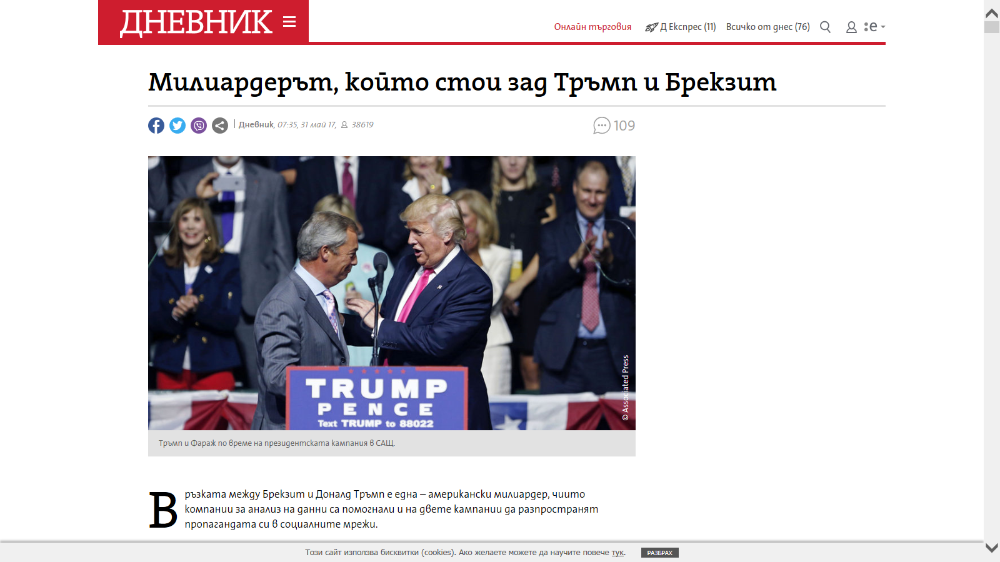 ДНЕВНИК
Онлайн търговия
Д Експрес (11)
Всичко от днес (76)
:e
Милиардерът, който стои зад Тръмп и Брекзит
Дневник, 07:35, 31 май 17, 38619
109
TRUMP
PENCE
Text TRUMP to 88022
© Associated Press
Тръмп и Фараж по време на президентската кампания в САЩ.
Връзката между Брекзит и Доналд Тръмп е една – американски милиардер, чиито
компании за анализ на данни са помогнали и на двете кампании да разпространят
пропагандата си в социалните мрежи.
Този сайт използва бисквитки (cookies). Ако желаете можете да научите повече тук.
РАЗБРАХ